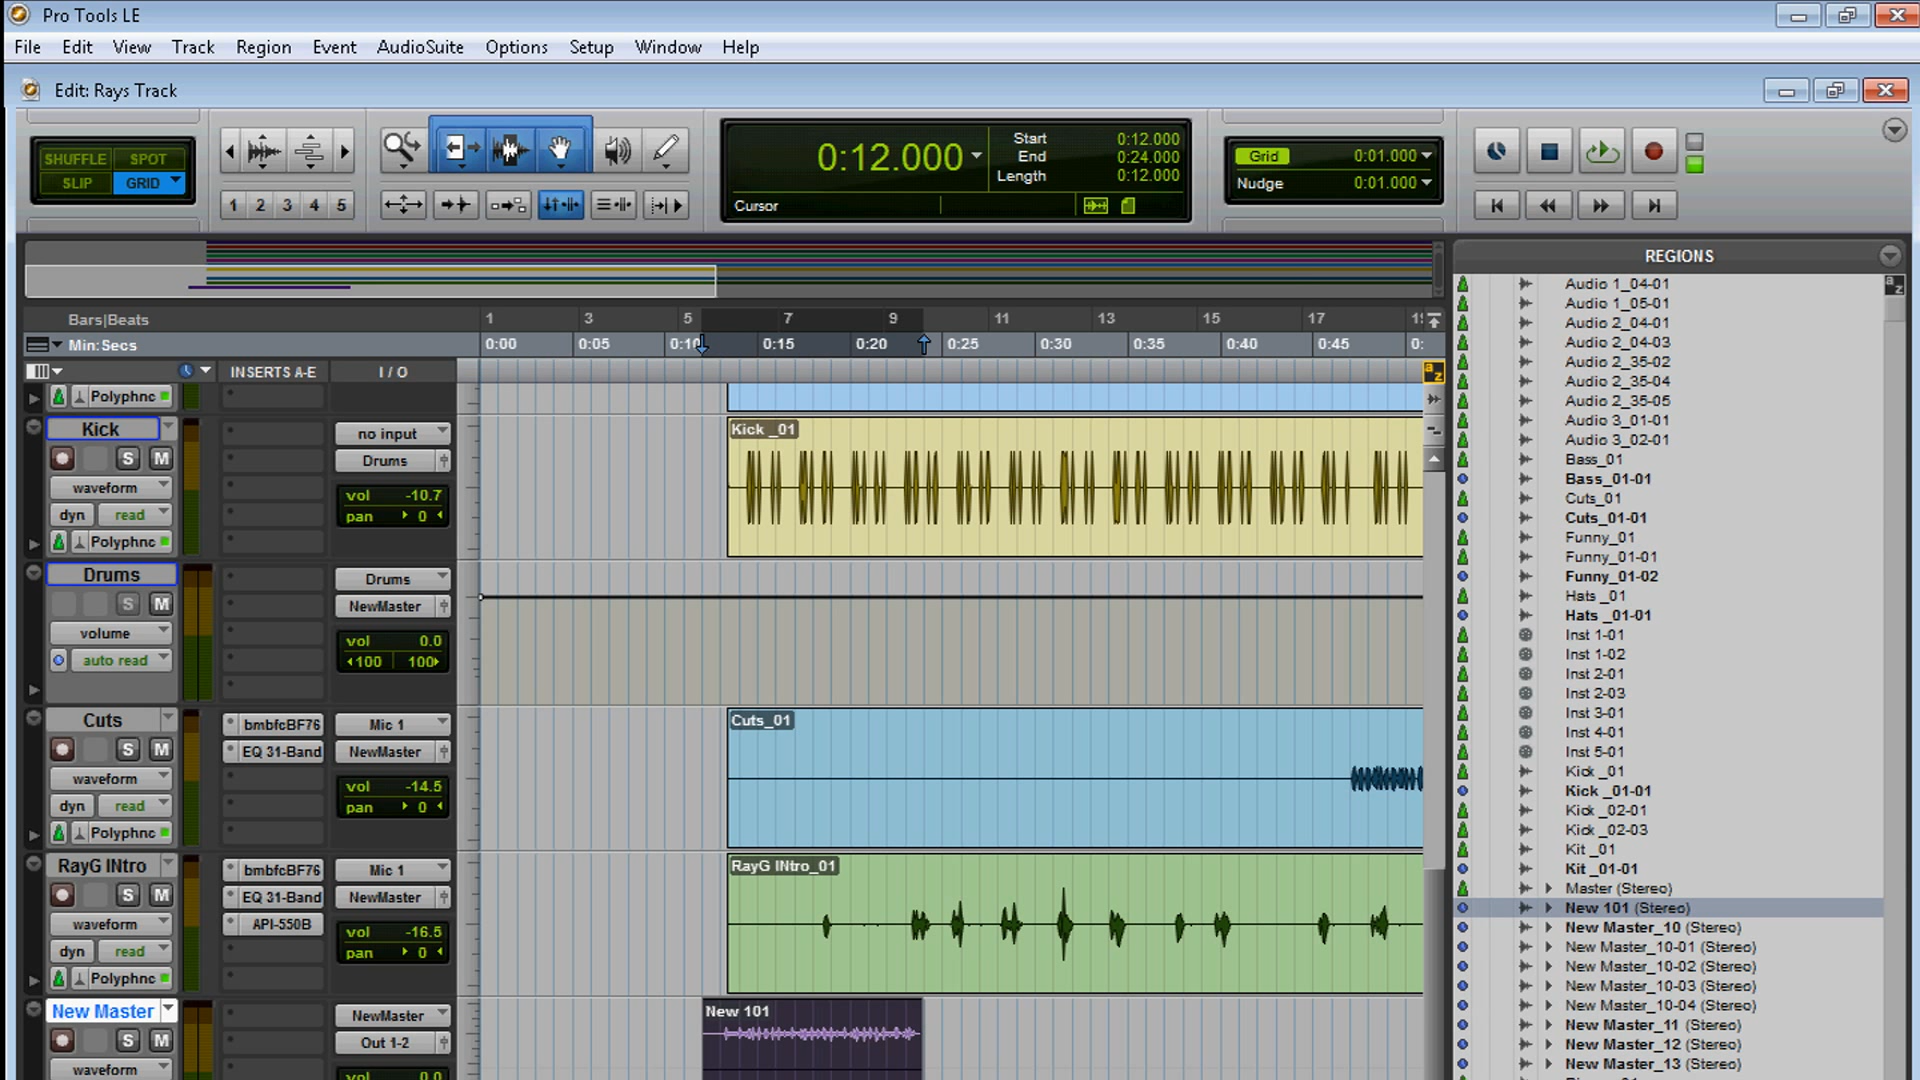 Pro Tools LE
File Edit View Track Region Event AudioSuite Options Setup Window Help
Edit: Rays Track
SHUFFLE SPOT
SLIP GRID
1 2 3 4 5
0:12.000
Start 0:12.000
End 0:24.000
Length 0:12.000
Cursor
Grid 0:01.000
Nudge 0:01.000
REGIONS
Bars|Beats 1 3 5 7 9 11 13 15 17
Min:Secs 0:00 0:05 0:10 0:15 0:20 0:25 0:30 0:35 0:40 0:45 0:
INSERTS A-E I / O
a z
a z
Polyphnc
Kick
S M
waveform
dyn read
Polyphnc
no input
Drums
vol -10.7
pan 0
Kick _01
Drums
S M
volume
auto read
Drums
NewMaster
vol 0.0
100 100
Cuts
S M
waveform
dyn read
Polyphnc
bmbfcBF76
EQ 31-Band
Mic 1
NewMaster
vol -14.5
pan 0
Cuts_01
RayG INtro
S M
waveform
dyn read
Polyphnc
bmbfcBF76
EQ 31-Band
API-550B
Mic 1
NewMaster
vol -16.5
pan 0
RayG INtro_01
New Master
S M
waveform
NewMaster
Out 1-2
vol 0.0
New 101
Audio 1_04-01
Audio 1_05-01
Audio 2_04-01
Audio 2_04-03
Audio 2_35-02
Audio 2_35-04
Audio 2_35-05
Audio 3_01-01
Audio 3_02-01
Bass_01
Bass_01-01
Cuts_01
Cuts_01-01
Funny_01
Funny_01-01
Funny_01-02
Hats _01
Hats _01-01
Inst 1-01
Inst 1-02
Inst 2-01
Inst 2-03
Inst 3-01
Inst 4-01
Inst 5-01
Kick _01
Kick _01-01
Kick _02-01
Kick _02-03
Kit _01
Kit _01-01
Master (Stereo)
New 101 (Stereo)
New Master_10 (Stereo)
New Master_10-01 (Stereo)
New Master_10-02 (Stereo)
New Master_10-03 (Stereo)
New Master_10-04 (Stereo)
New Master_11 (Stereo)
New Master_12 (Stereo)
New Master_13 (Stereo)